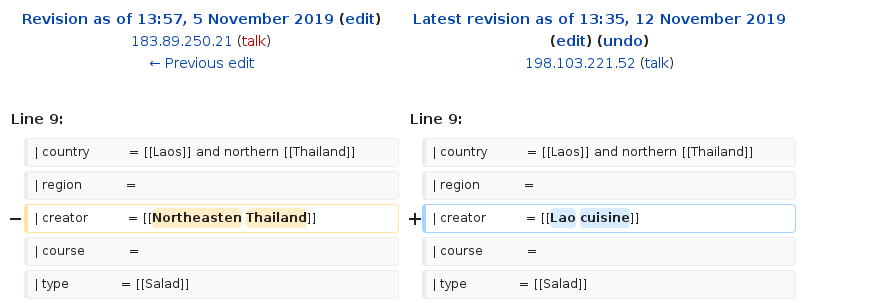 Revision as of 13:57, 5 November 2019 (edit)
183.89.250.21 (talk)
← Previous edit
Latest revision as of 13:35, 12 November 2019
(edit) (undo)
198.103.221.52 (talk)
Line 9:
Line 9:
| country = [[Laos]] and northern [[Thailand]]
| country = [[Laos]] and northern [[Thailand]]
| region =
| region =
− | creator = [[Northeasten Thailand]]
+ | creator = [[Lao cuisine]]
| course =
| course =
| type = [[Salad]]
| type = [[Salad]]